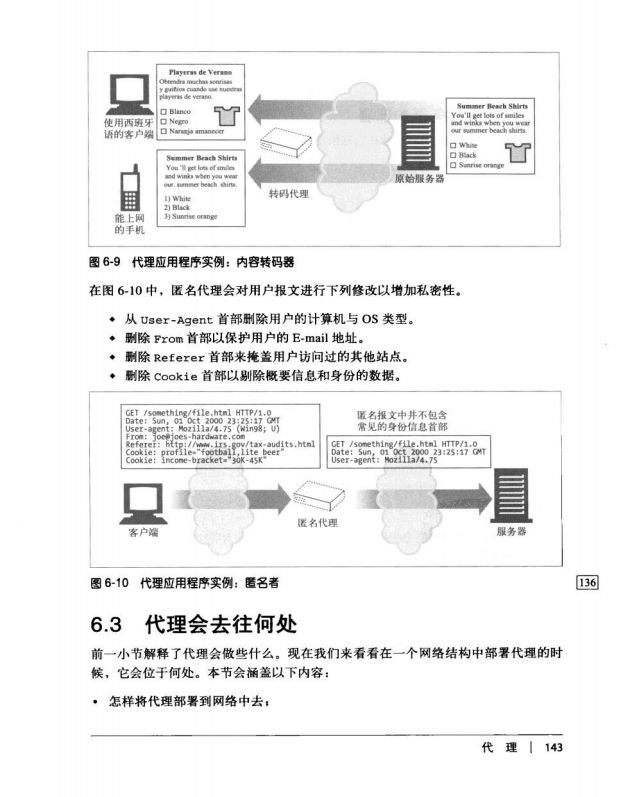 Playeras de Verano
Obtendra muchas sonrisas
y guiños cuando use nuestras
playeras de verano.
□ Blanco
□ Negro
□ Naranja amanecer
使用西班牙
语的客户端
Summer Beach Shirts
You'll get lots of smiles
and winks when you wear
our summer beach shirts.
1) White
2) Black
3) Sunrise orange
能上网
的手机
转码代理
原始服务器
Summer Beach Shirts
You'll get lots of smiles
and winks when you wear
our summer beach shirts.
□ White
□ Black
□ Sunrise orange
图 6-9 代理应用程序实例：内容转码器
在图 6-10 中，匿名代理会对用户报文进行下列修改以增加私密性。
◆ 从 User-Agent 首部删除用户的计算机与 OS 类型。
◆ 删除 From 首部以保护用户的 E-mail 地址。
◆ 删除 Referer 首部来掩盖用户访问过的其他站点。
◆ 删除 Cookie 首部以剔除概要信息和身份的数据。
GET /something/file.html HTTP/1.0
Date: Sun, 01 Oct 2000 23:25:17 GMT
User-agent: Mozilla/4.75 (Win98; U)
From: joe@joes-hardware.com
Referer: http://www.irs.gov/tax-audits.html
Cookie: profile="football,lite beer"
Cookie: income-bracket="30K-45K"
匿名报文中并不包含
常见的身份信息首部
GET /something/file.html HTTP/1.0
Date: Sun, 01 Oct 2000 23:25:17 GMT
User-agent: Mozilla/4.75
客户端
匿名代理
服务器
图 6-10 代理应用程序实例：匿名者
136
6.3 代理会去往何处
前一小节解释了代理会做些什么。现在我们来看看在一个网络结构中部署代理的时
候，它会位于何处。本节会涵盖以下内容：
• 怎样将代理部署到网络中去；
代 理 | 143